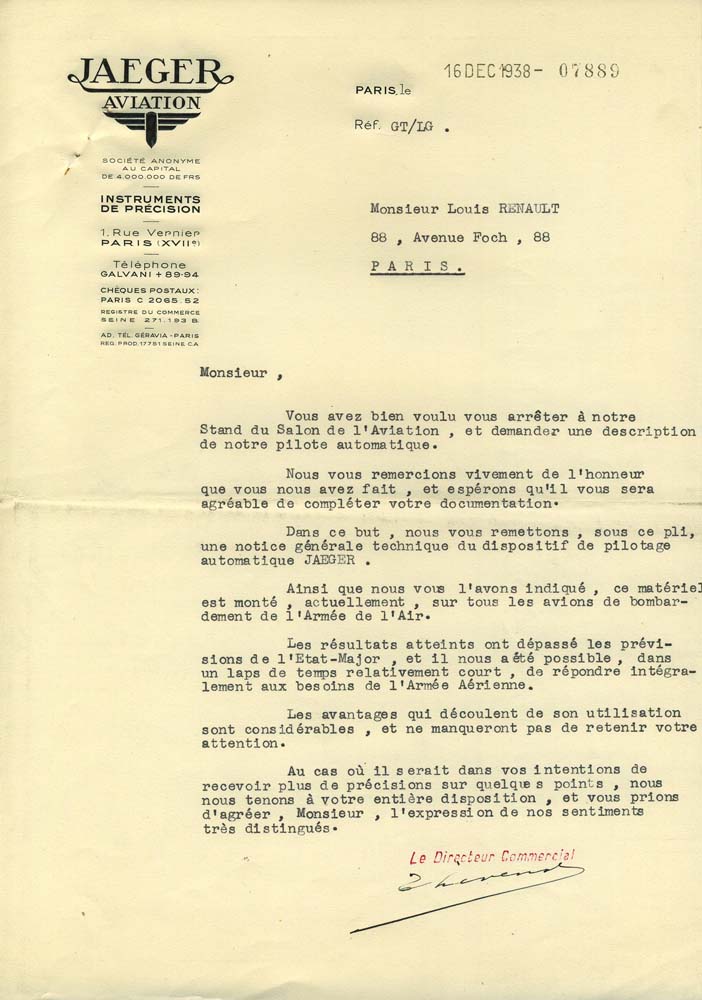 JAEGER
AVIATION
SOCIÉTÉ ANONYME
AU CAPITAL
DE 4.000.000 DE FRS
INSTRUMENTS
DE PRÉCISION
1, Rue Vernier
PARIS (XVIIe)
Téléphone
GALVANI + 89-94
CHÈQUES POSTAUX:
PARIS C 2065.52
REGISTRE DU COMMERCE
SEINE 271.193 B
AD. TÉL. GÉRAVIA - PARIS
REG. PROD. 17751 SEINE C.A
16 DEC 1938 - 07889
PARIS, le
Réf. GT/LG .
Monsieur Louis RENAULT
88 , Avenue Foch , 88
PARIS.
Monsieur ,
Vous avez bien voulu vous arrêter à notre
Stand du Salon de l'Aviation , et demander une description
de notre pilote automatique.
Nous vous remercions vivement de l'honneur
que vous nous avez fait , et espérons qu'il vous sera
agréable de compléter votre documentation.
Dans ce but , nous vous remettons , sous ce pli,
une notice générale technique du dispositif de pilotage
automatique JAEGER .
Ainsi que nous vous l'avons indiqué , ce matériel
est monté , actuellement , sur tous les avions de bombar-
dement de l'Armée de l'Air.
Les résultats atteints ont dépassé les prévi-
sions de l'Etat-Major , et il nous a été possible , dans
un laps de temps relativement court , de répondre intégra-
lement aux besoins de l'Armée Aérienne.
Les avantages qui découlent de son utilisation
sont considérables , et ne manqueront pas de retenir votre
attention.
Au cas où il serait dans vos intentions de
recevoir plus de précisions sur quelques points , nous
nous tenons à votre entière disposition , et vous prions
d'agréer , Monsieur , l'expression de nos sentiments
très distingués.
Le Directeur Commercial